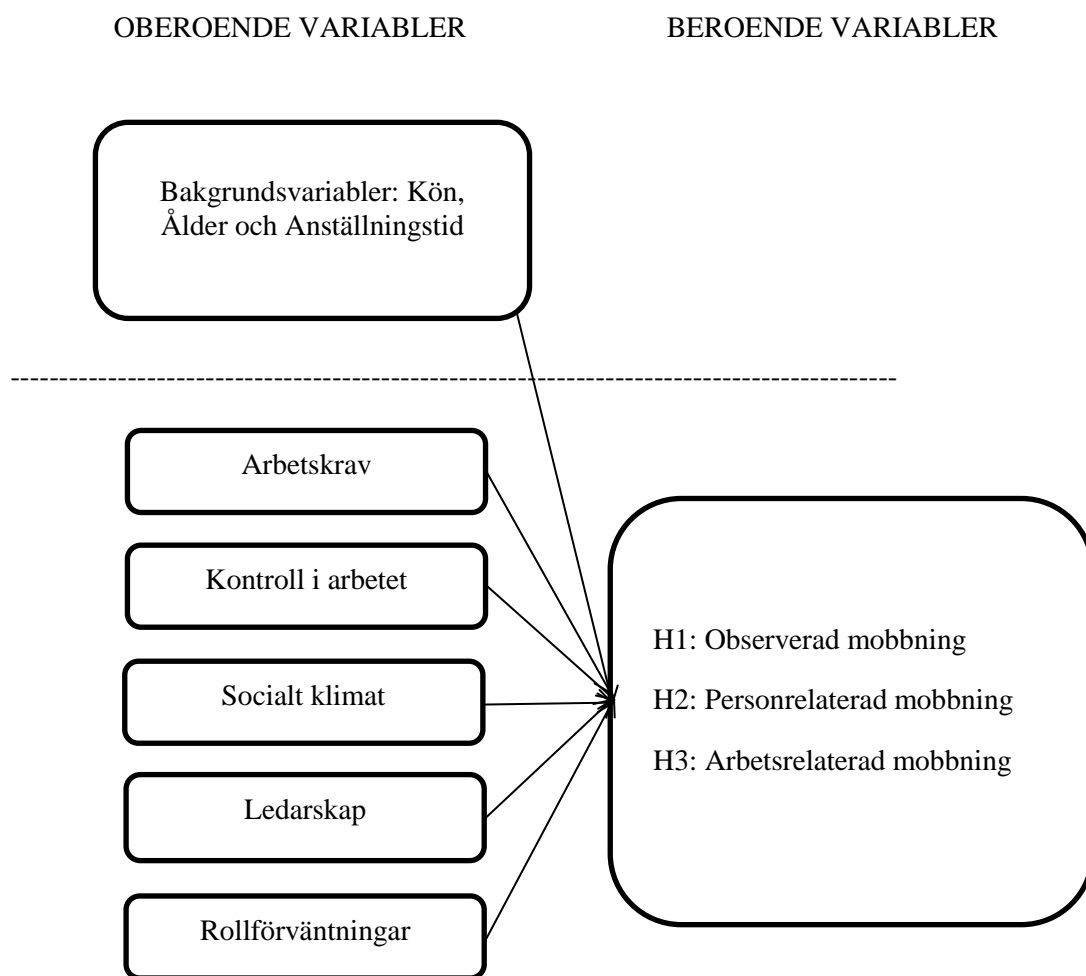 OBEROENDE VARIABLER
BEROENDE VARIABLER
Bakgrundsvariabler: Kön,
Ålder och Anställningstid
Arbetskrav
Kontroll i arbetet
Socialt klimat
Ledarskap
Rollförväntningar
H1: Observerad mobbning
H2: Personrelaterad mobbning
H3: Arbetsrelaterad mobbning